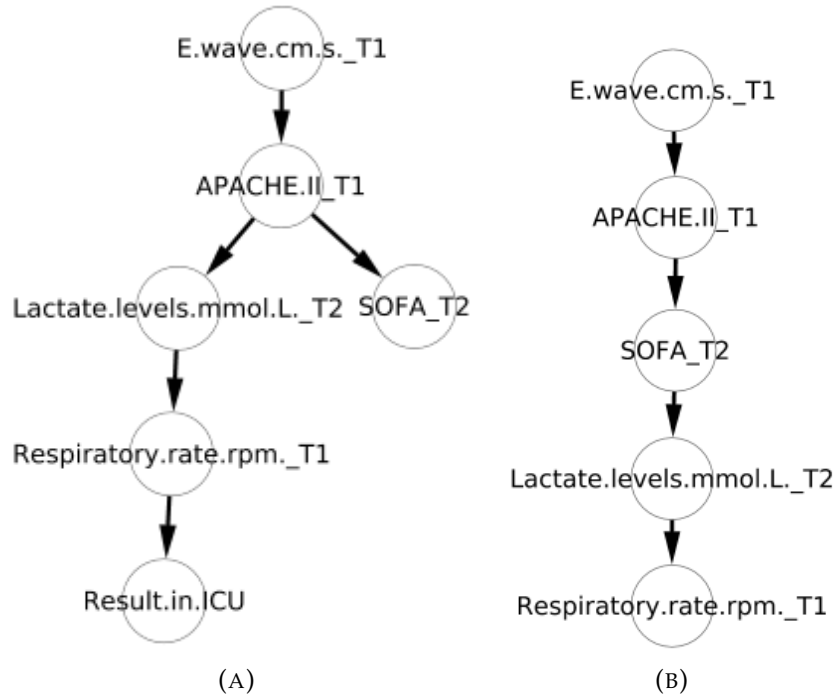 E.wave.cm.s._T1
APACHE.II_T1
Lactate.levels.mmol.L._T2
SOFA_T2
Respiratory.rate.rpm._T1
Result.in.ICU
(A)
E.wave.cm.s._T1
APACHE.II_T1
SOFA_T2
Lactate.levels.mmol.L._T2
Respiratory.rate.rpm._T1
(B)